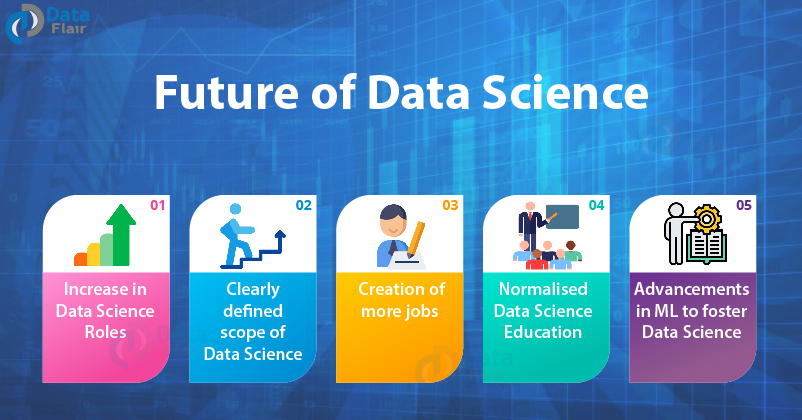 Data
Flair
Future of Data Science
01
Increase in
Data Science
Roles
02
Clearly
defined
scope of
Data Science
03
Creation of
more jobs
04
Normalised
Data Science
Education
05
Advancements
in ML to foster
Data Science